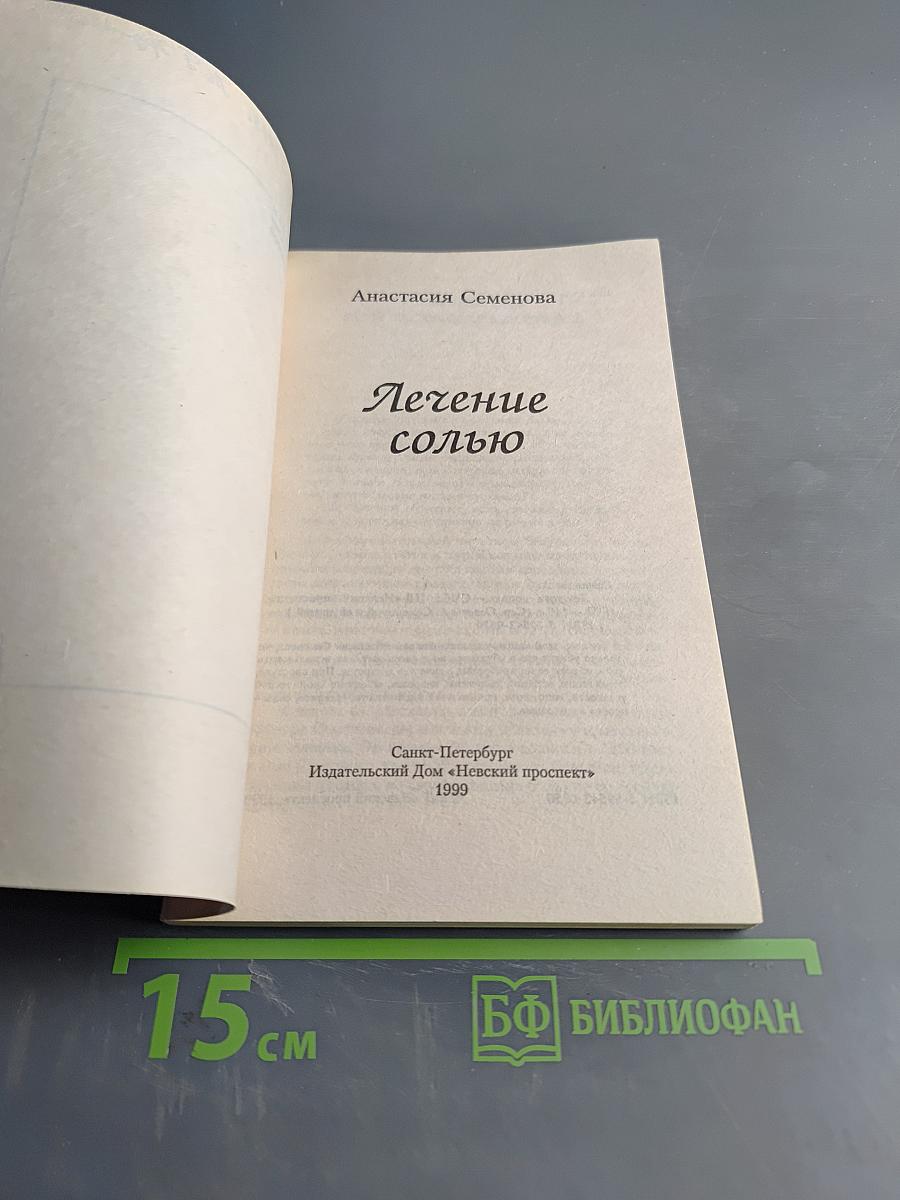 Анастасия Семенова
Лечение
солью
Санкт-Петербург
Издательский Дом «Невский проспект»
1999
15 см
БФ БИБЛИОФАН